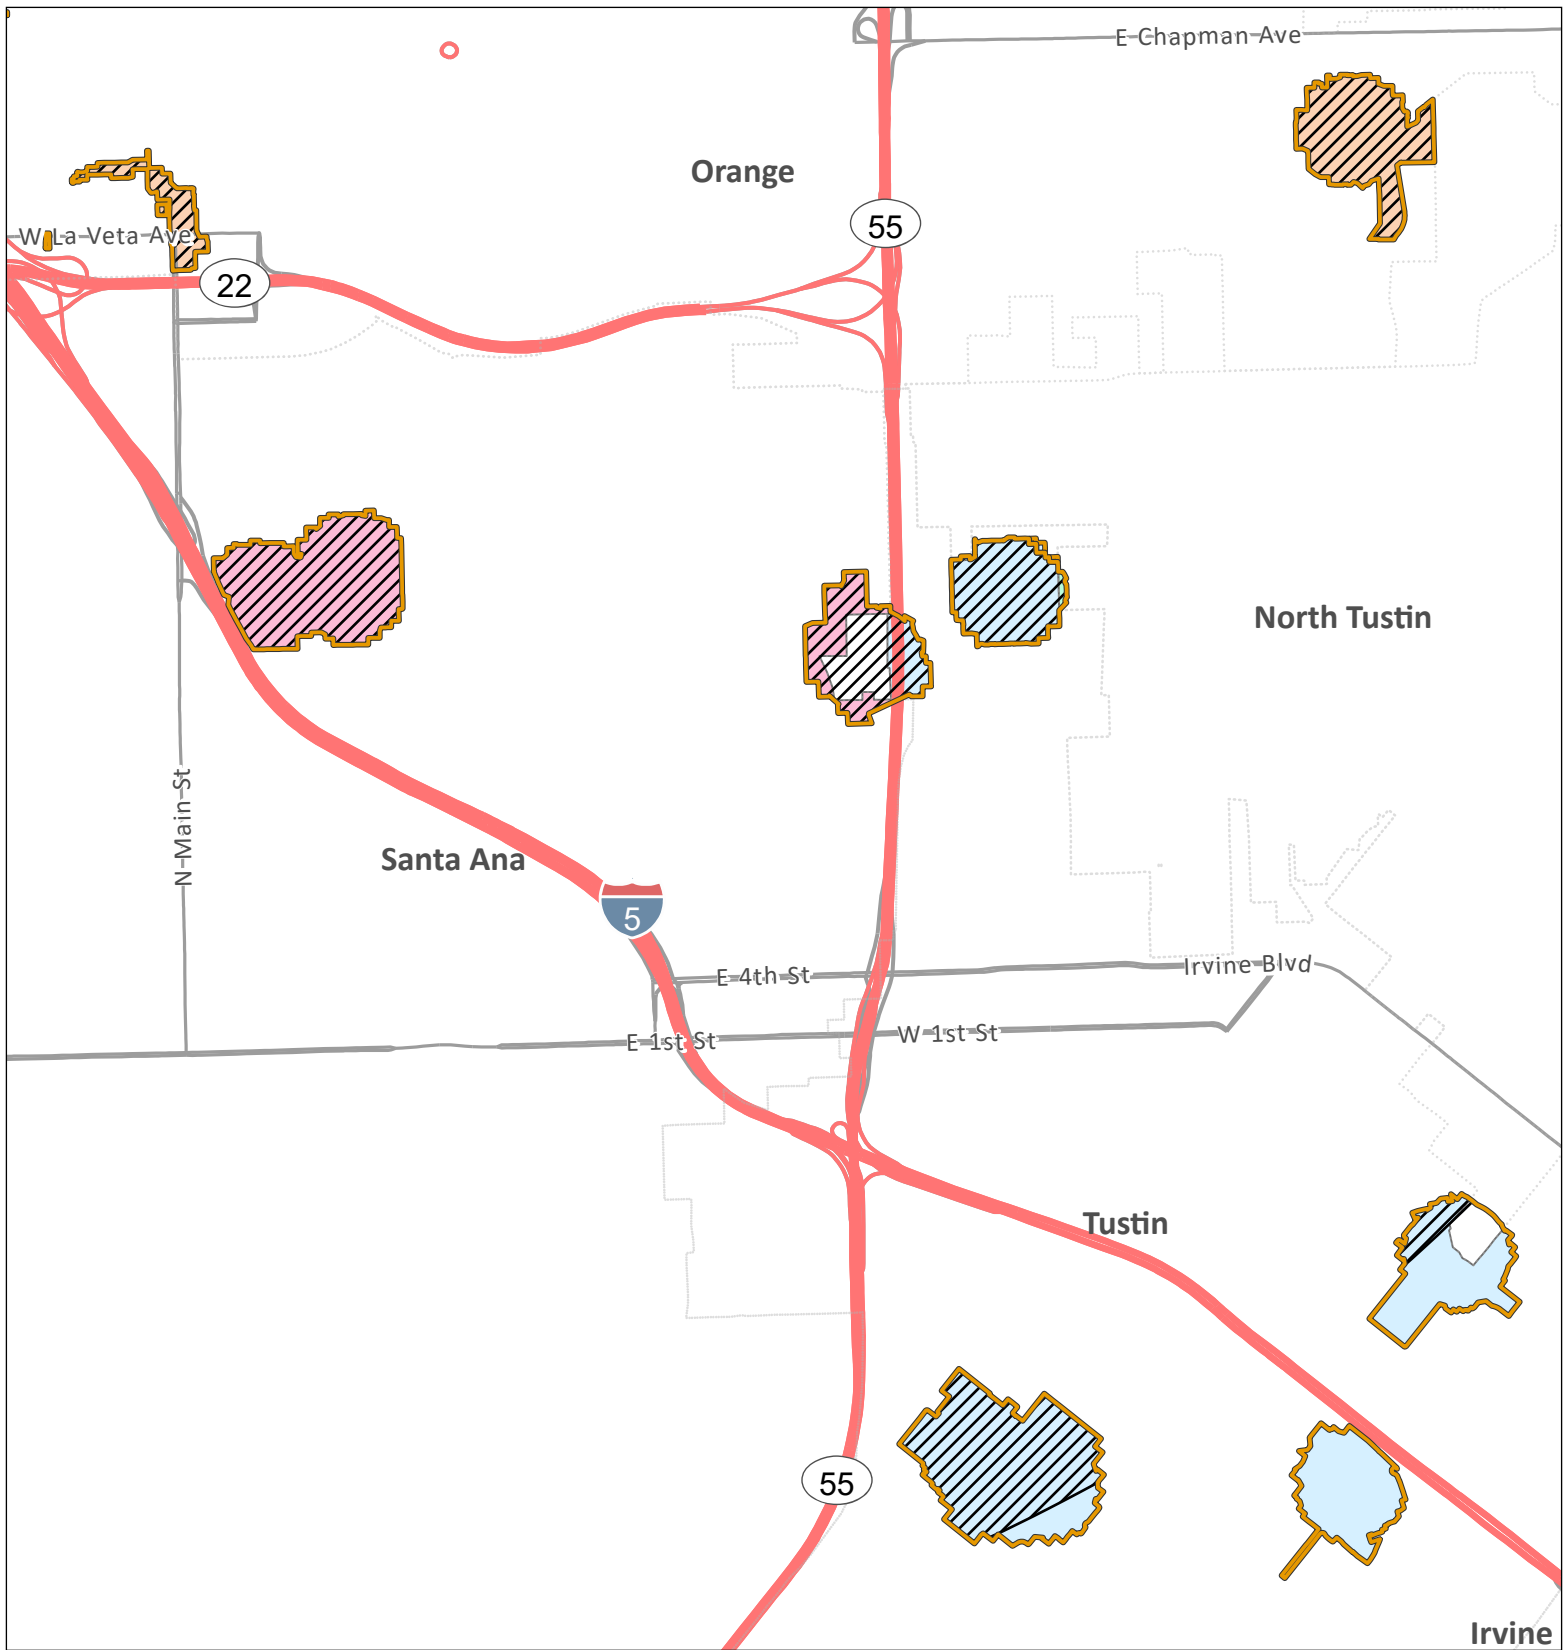 E Chapman Ave
Orange
55
W La Veta Ave
22
North Tustin
N Main St
Santa Ana
5
E 4th St
Irvine Blvd
E 1st St
W 1st St
Tustin
55
Irvine